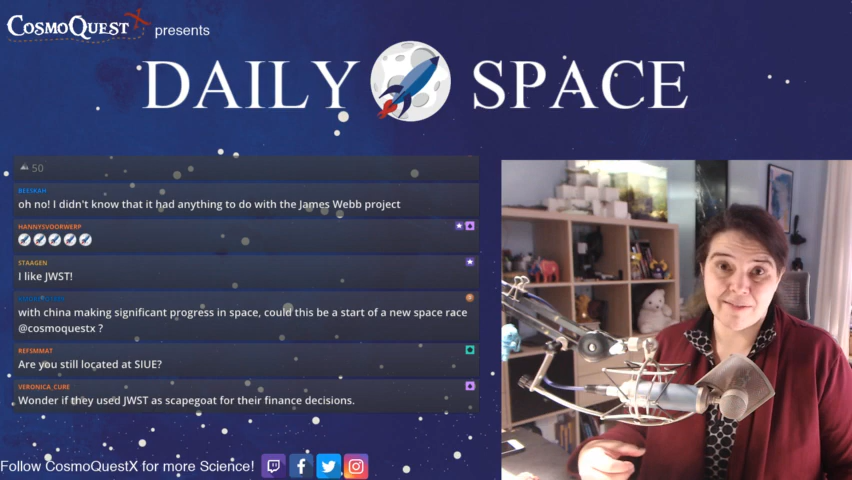 COSMOQUESTX presents
DAILY SPACE
50
BEESKAH
oh no! I didn't know that it had anything to do with the James Webb project
HANNYSVOORWERP
STAAGEN
I like JWST!
with china making significant progress in space, could this be a start of a new space race
@cosmoquestx ?
REFSMMAT
Are you still located at SIUE?
VERONICA_CURE
Wonder if they used JWST as scapegoat for their finance decisions.
Follow CosmoQuestX for more Science!